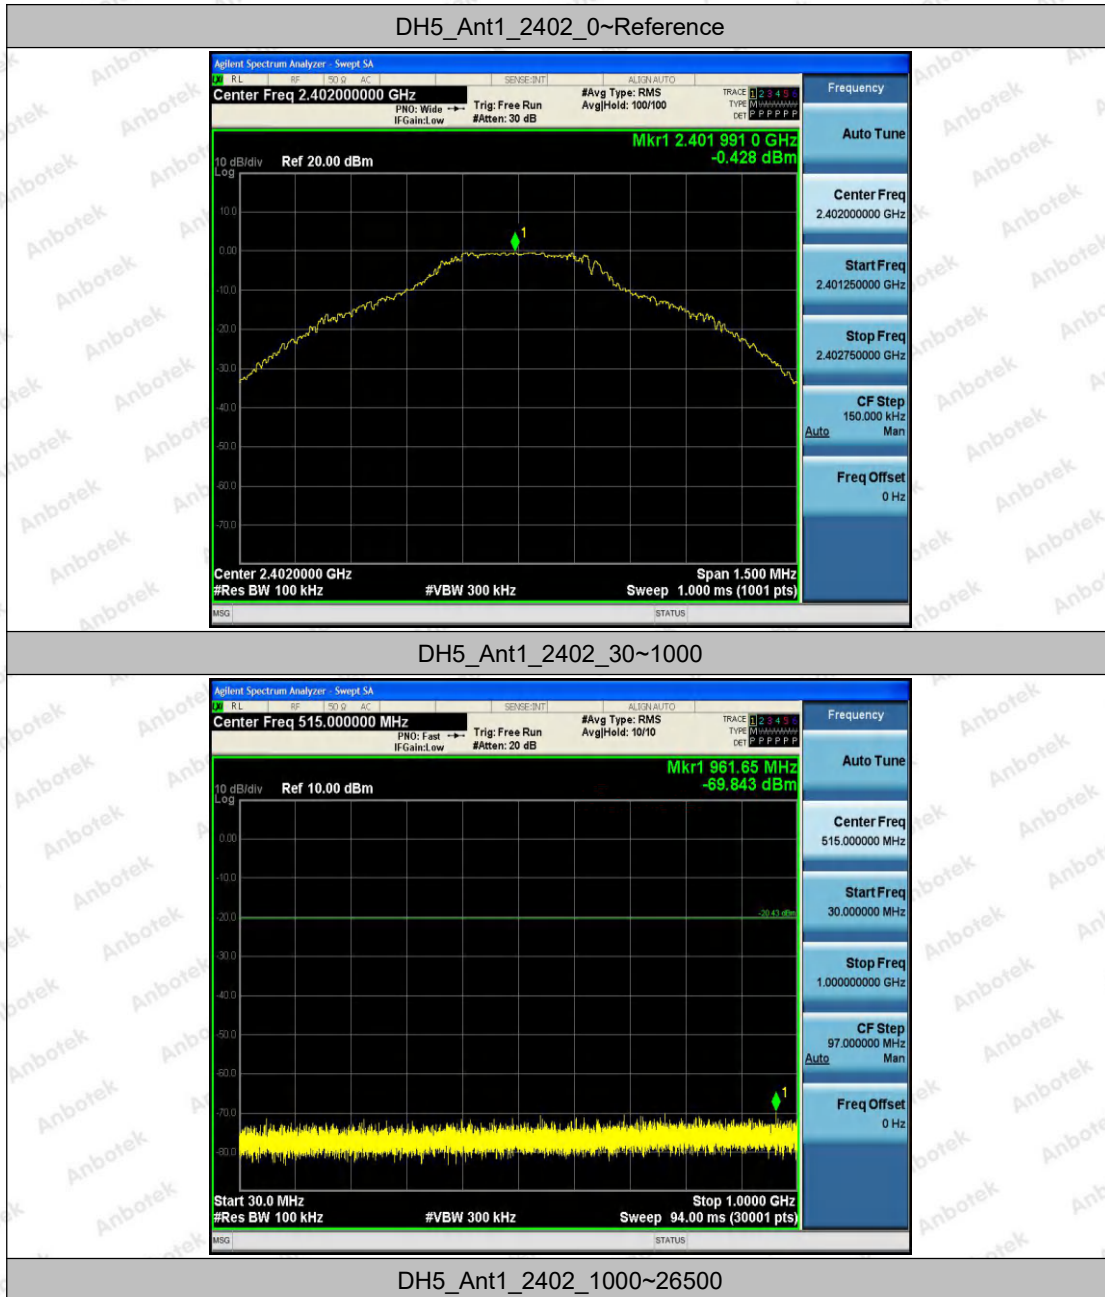 DH5_Ant1_2402_0~Reference
Agilent Spectrum Analyzer - Swept SA
RL RF 50 Ω AC SENSE:INT ALIGN AUTO
Center Freq 2.402000000 GHz
PNO: Wide
IFGain:Low
Trig: Free Run
#Atten: 30 dB
#Avg Type: RMS
Avg|Hold: 100/100
TRACE 1 2 3 4 5 6
TYPE M
DET P P P P P P
Mkr1 2.401 991 0 GHz
-0.428 dBm
10 dB/div
Log
Ref 20.00 dBm
10.0
0.00
-10.0
-20.0
-30.0
-40.0
-50.0
-60.0
-70.0
1
Center 2.4020000 GHz
Span 1.500 MHz
#Res BW 100 kHz
#VBW 300 kHz
Sweep 1.000 ms (1001 pts)
MSG
STATUS
Frequency
Auto Tune
Center Freq
2.402000000 GHz
Start Freq
2.401250000 GHz
Stop Freq
2.402750000 GHz
CF Step
150.000 kHz
Auto Man
Freq Offset
0 Hz
DH5_Ant1_2402_30~1000
Agilent Spectrum Analyzer - Swept SA
RL RF 50 Ω AC SENSE:INT ALIGN AUTO
Center Freq 515.000000 MHz
PNO: Fast
IFGain:Low
Trig: Free Run
#Atten: 20 dB
#Avg Type: RMS
Avg|Hold: 10/10
TRACE 1 2 3 4 5 6
TYPE M
DET P P P P P P
Mkr1 961.65 MHz
-69.843 dBm
10 dB/div
Log
Ref 10.00 dBm
0.00
-10.0
-20.0
-30.0
-40.0
-50.0
-60.0
-70.0
-80.0
-20.43 dBm
1
Start 30.0 MHz
Stop 1.0000 GHz
#Res BW 100 kHz
#VBW 300 kHz
Sweep 94.00 ms (30001 pts)
MSG
STATUS
Frequency
Auto Tune
Center Freq
515.000000 MHz
Start Freq
30.000000 MHz
Stop Freq
1.000000000 GHz
CF Step
97.000000 MHz
Auto Man
Freq Offset
0 Hz
DH5_Ant1_2402_1000~26500
Anbotek